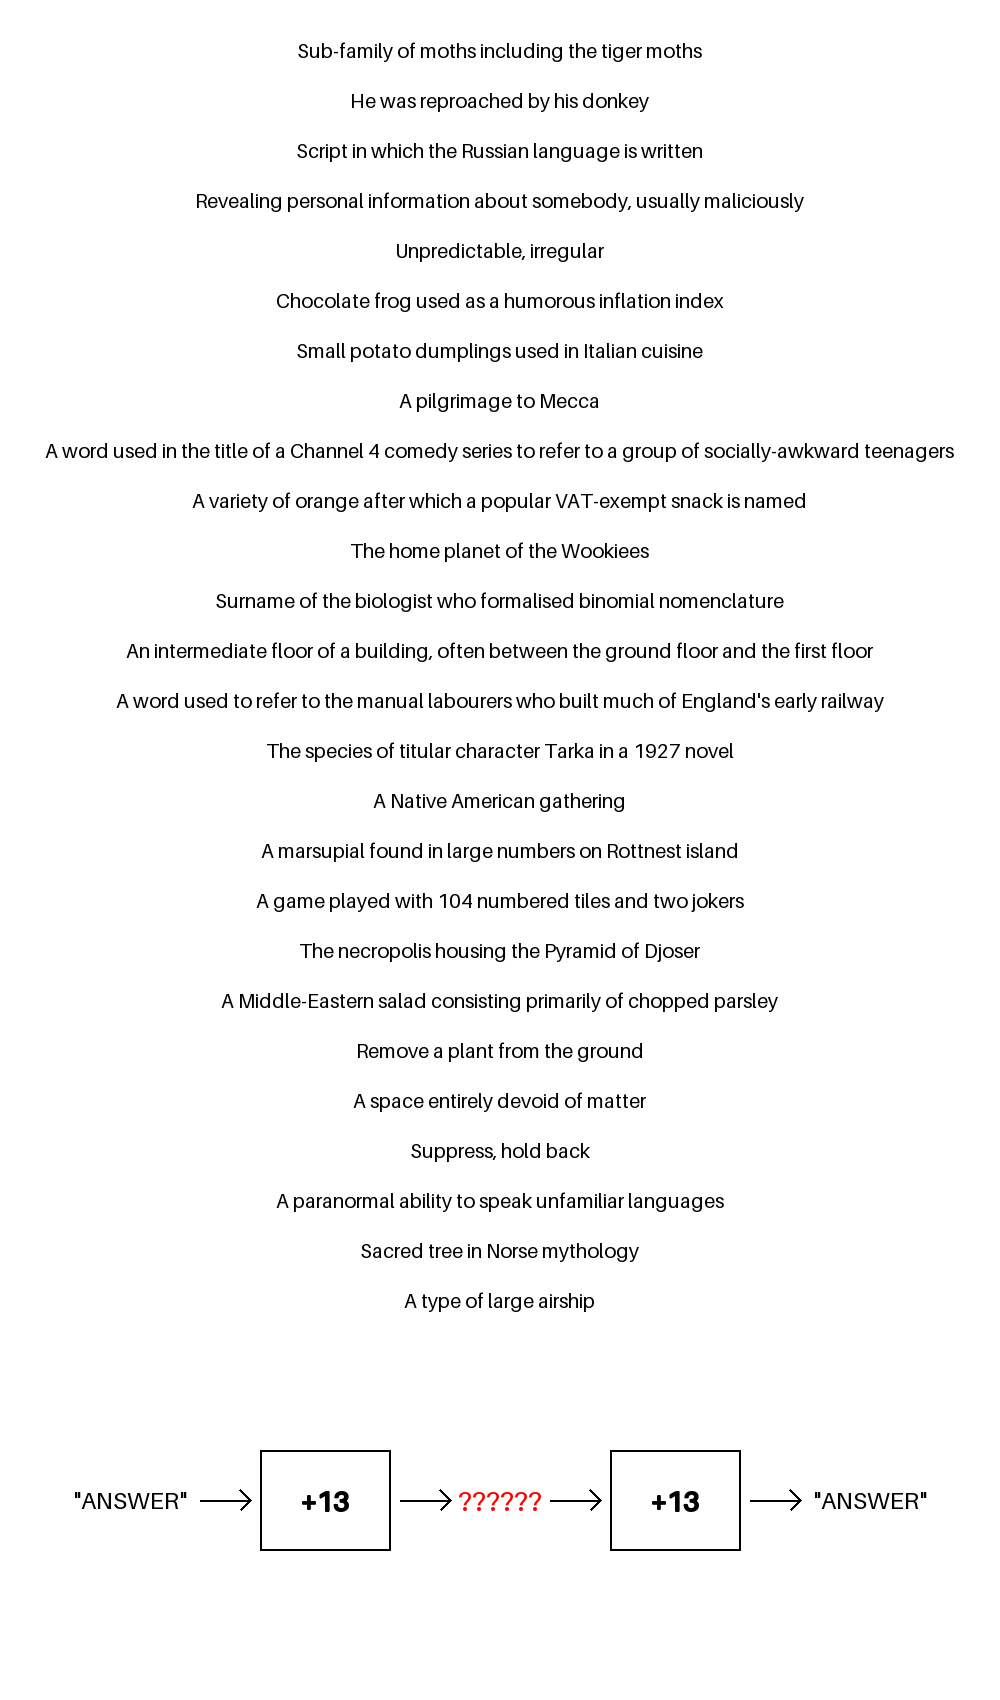 Sub-family of moths including the tiger moths
He was reproached by his donkey
Script in which the Russian language is written
Revealing personal information about somebody, usually maliciously
Unpredictable, irregular
Chocolate frog used as a humorous inflation index
Small potato dumplings used in Italian cuisine
A pilgrimage to Mecca
A word used in the title of a Channel 4 comedy series to refer to a group of socially-awkward teenagers
A variety of orange after which a popular VAT-exempt snack is named
The home planet of the Wookiees
Surname of the biologist who formalised binomial nomenclature
An intermediate floor of a building, often between the ground floor and the first floor
A word used to refer to the manual labourers who built much of England's early railway
The species of titular character Tarka in a 1927 novel
A Native American gathering
A marsupial found in large numbers on Rottnest island
A game played with 104 numbered tiles and two jokers
The necropolis housing the Pyramid of Djoser
A Middle-Eastern salad consisting primarily of chopped parsley
Remove a plant from the ground
A space entirely devoid of matter
Suppress, hold back
A paranormal ability to speak unfamiliar languages
Sacred tree in Norse mythology
A type of large airship
"ANSWER" +13 ?????? +13 "ANSWER"